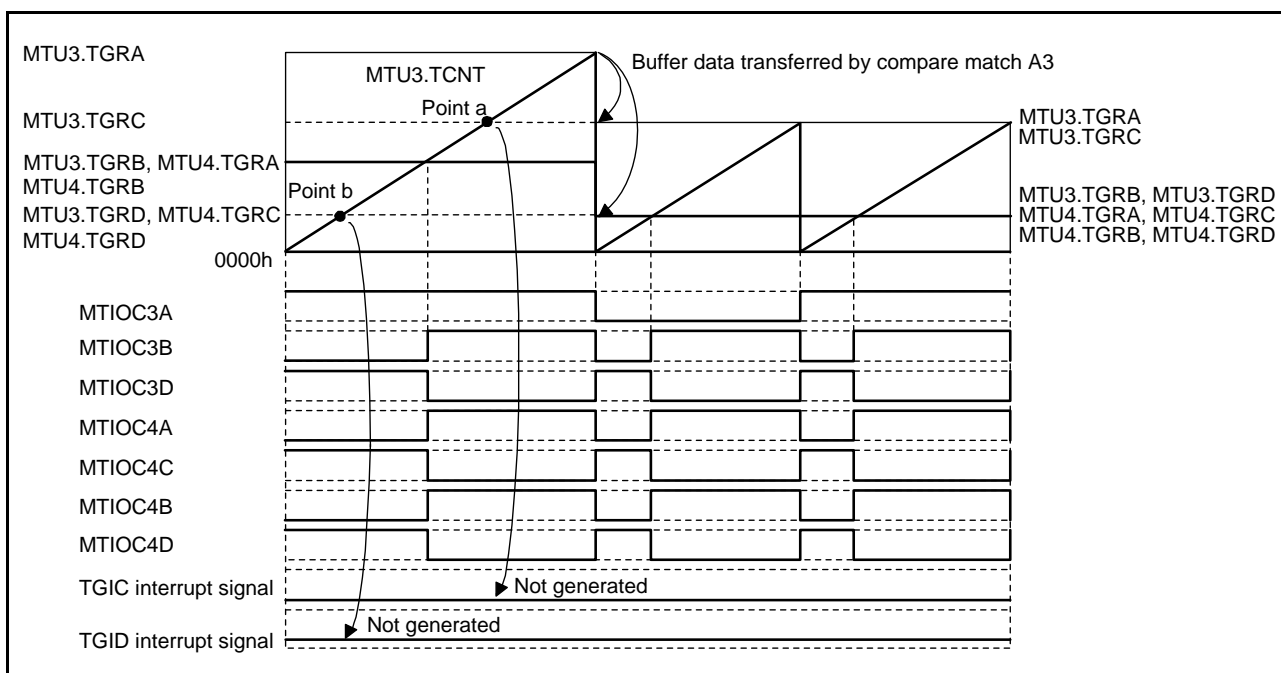 MTU3.TGRA
MTU3.TCNT
Buffer data transferred by compare match A3
Point a
MTU3.TGRC
MTU3.TGRA
MTU3.TGRC
MTU3.TGRB, MTU4.TGRA
MTU4.TGRB
Point b
MTU3.TGRD, MTU4.TGRC
MTU4.TGRD
MTU3.TGRB, MTU3.TGRD
MTU4.TGRA, MTU4.TGRC
MTU4.TGRB, MTU4.TGRD
0000h
MTIOC3A
MTIOC3B
MTIOC3D
MTIOC4A
MTIOC4C
MTIOC4B
MTIOC4D
TGIC interrupt signal
Not generated
Not generated
TGID interrupt signal